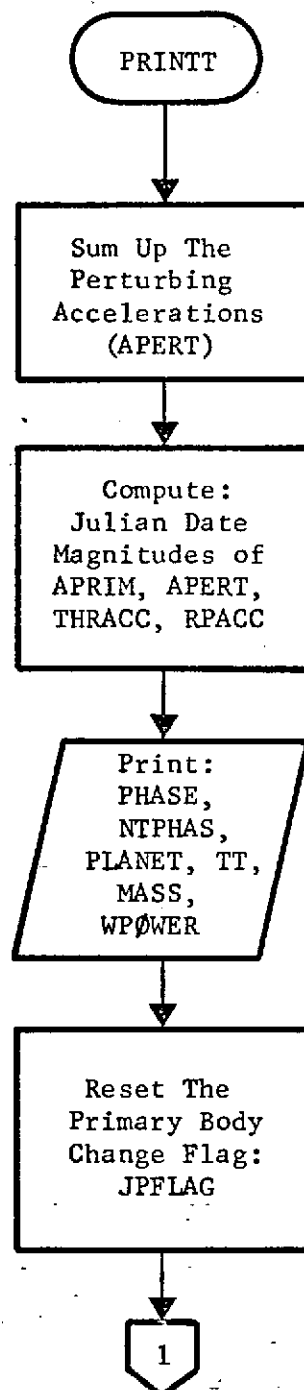 PRINTT
Sum Up The
Perturbing
Accelerations
(APERT)
Compute:
Julian Date
Magnitudes of
APRIM, APERT,
THRACC, RPACC
Print:
PHASE,
NTPHAS,
PLANET, TT,
MASS,
WPØWER
Reset The
Primary Body
Change Flag:
JPFLAG
1